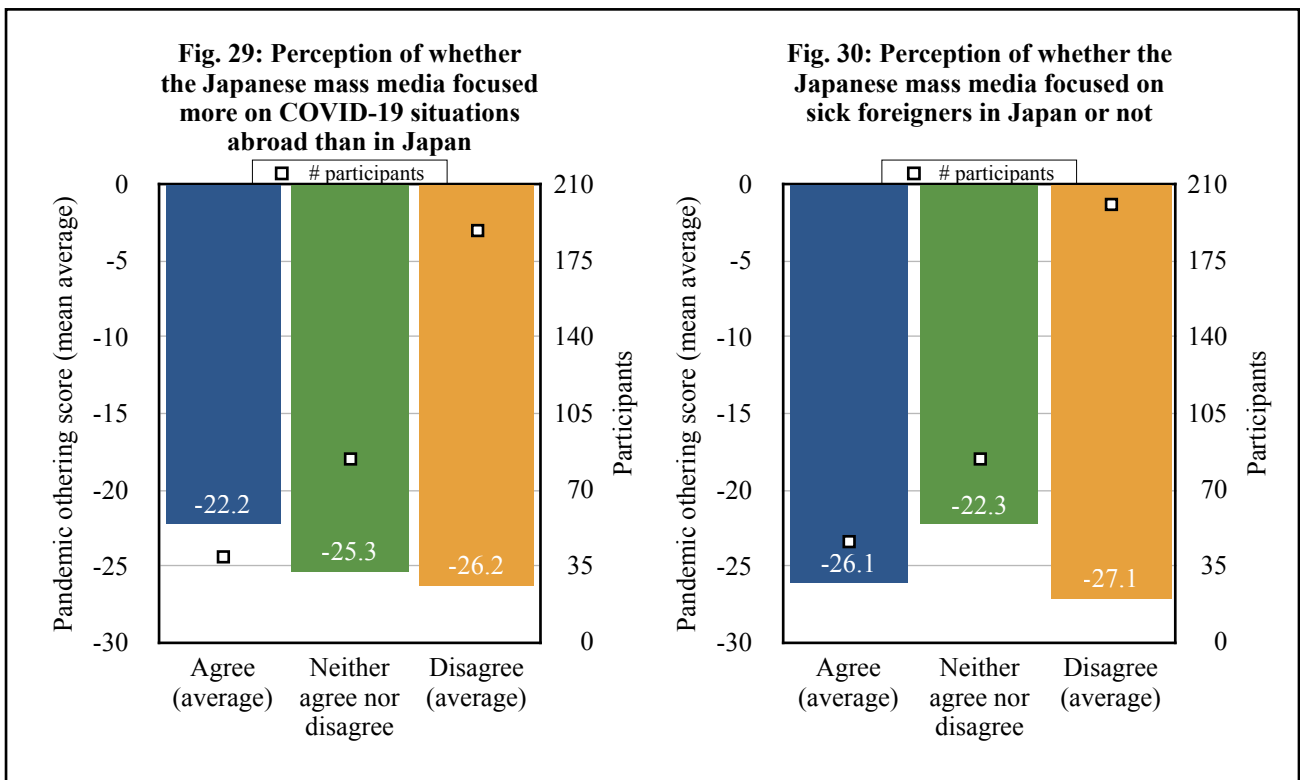 Fig. 29: Perception of whether
the Japanese mass media focused
more on COVID-19 situations
abroad than in Japan
# participants
0
-5
-10
-15
-20
-25
-30
Pandemic othering score (mean average)
210
175
140
105
70
35
0
Participants
-22.2
-25.3
-26.2
Agree
(average)
Neither
agree nor
disagree
Disagree
(average)
Fig. 30: Perception of whether the
Japanese mass media focused on
sick foreigners in Japan or not
# participants
0
-5
-10
-15
-20
-25
-30
Pandemic othering score (mean average)
210
175
140
105
70
35
0
Participants
-26.1
-22.3
-27.1
Agree
(average)
Neither
agree nor
disagree
Disagree
(average)